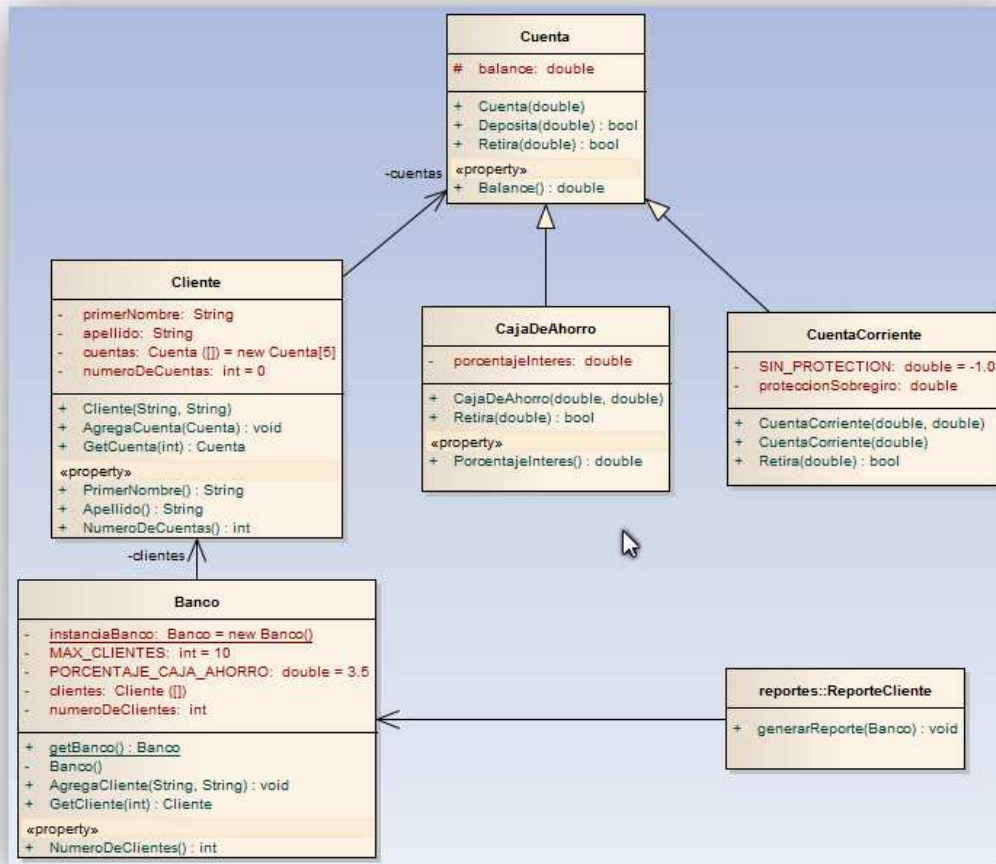 Cuenta
# balance: double
+ Cuenta(double)
+ Deposita(double) : bool
+ Retira(double) : bool
«property»
+ Balance() : double
-cuentas
Cliente
- primerNombre: String
- apellido: String
- cuentas: Cuenta ([]) = new Cuenta[5]
- numeroDeCuentas: int = 0
+ Cliente(String, String)
+ AgregaCuenta(Cuenta) : void
+ GetCuenta(int) : Cuenta
«property»
+ PrimerNombre() : String
+ Apellido() : String
+ NumeroDeCuentas() : int
CajaDeAhorro
- porcentajeInteres: double
+ CajaDeAhorro(double, double)
+ Retira(double) : bool
«property»
+ PorcentajeInteres() : double
CuentaCorriente
- SIN_PROTECTION: double = -1.0
- proteccionSobregiro: double
+ CuentaCorriente(double, double)
+ CuentaCorriente(double)
+ Retira(double) : bool
-clientes
Banco
- instanciaBanco: Banco = new Banco()
- MAX_CLIENTES: int = 10
- PORCENTAJE_CAJA_AHORRO: double = 3.5
- clientes: Cliente ([])
- numeroDeClientes: int
+ getBanco() : Banco
- Banco()
+ AgregaCliente(String, String) : void
+ GetCliente(int) : Cliente
«property»
+ NumeroDeClientes() : int
reportes::ReporteCliente
+ generarReporte(Banco) : void